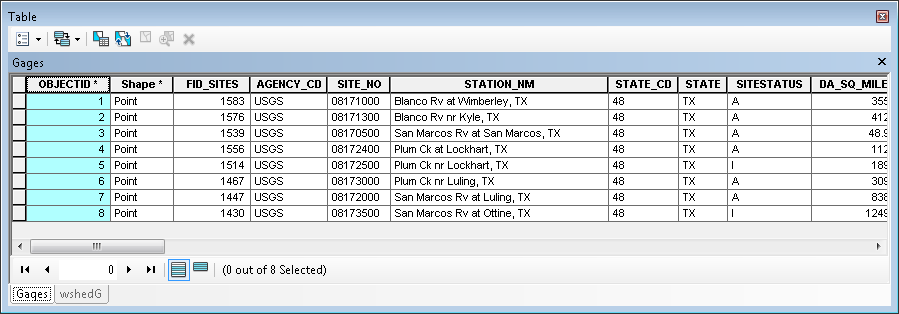 Table
Gages
OBJECTID * Shape * FID_SITES AGENCY_CD SITE_NO STATION_NM STATE_CD STATE SITESTATUS DA_SQ_MILE
1 Point 1583 USGS 08171000 Blanco Rv at Wimberley, TX 48 TX A 355
2 Point 1576 USGS 08171300 Blanco Rv nr Kyle, TX 48 TX A 412
3 Point 1539 USGS 08170500 San Marcos Rv at San Marcos, TX 48 TX A 48.9
4 Point 1556 USGS 08172400 Plum Ck at Lockhart, TX 48 TX A 112
5 Point 1514 USGS 08172500 Plum Ck nr Lockhart, TX 48 TX I 189
6 Point 1467 USGS 08173000 Plum Ck nr Luling, TX 48 TX A 309
7 Point 1447 USGS 08172000 San Marcos Rv at Luling, TX 48 TX A 838
8 Point 1430 USGS 08173500 San Marcos Rv at Ottine, TX 48 TX I 1249
0 (0 out of 8 Selected)
Gages wshedG